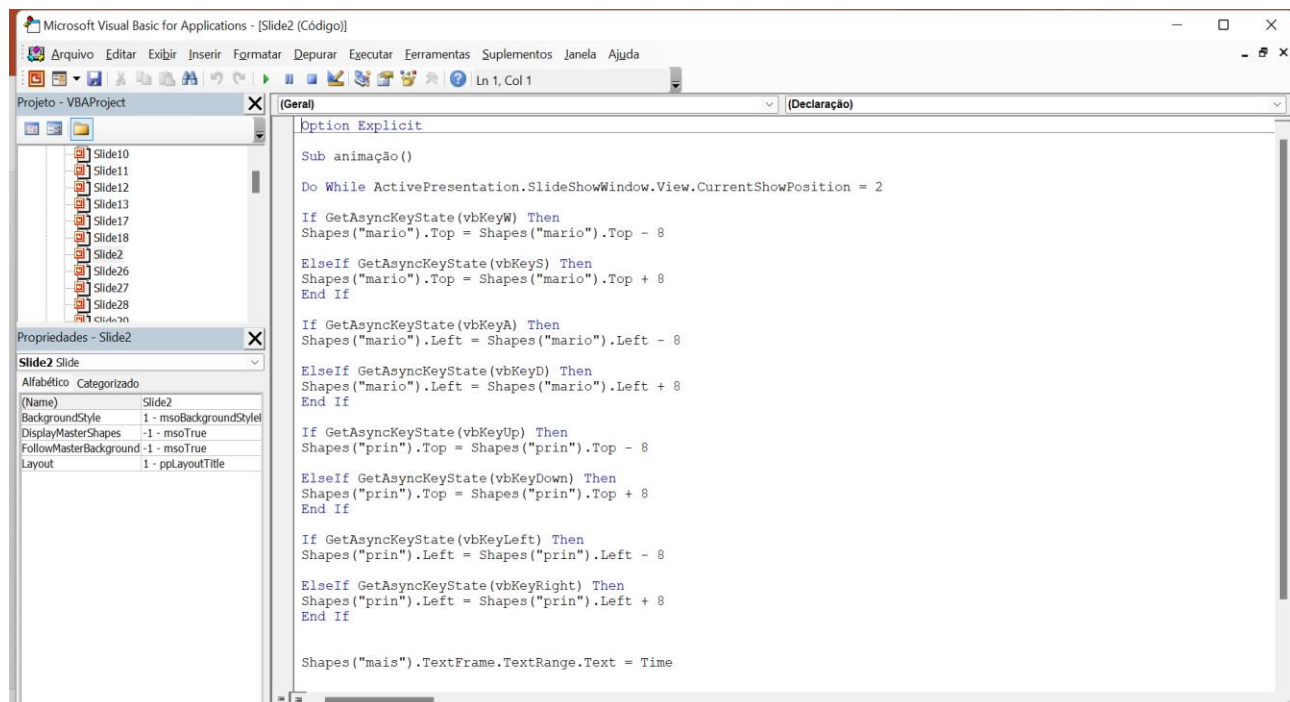 Microsoft Visual Basic for Applications - [Slide2 (Código)]
Arquivo Editar Exibir Inserir Formatar Depurar Executar Ferramentas Suplementos Janela Ajuda
Ln 1, Col 1
Projeto - VBAProject
(Geral)
(Declaração)
Slide10
Slide11
Slide12
Slide13
Slide17
Slide18
Slide2
Slide26
Slide27
Slide28
Slide29
Propriedades - Slide2
Slide2 Slide
Alfabético Categorizado
(Name) Slide2
BackgroundStyle 1 - msoBackgroundStyle
DisplayMasterShapes -1 - msoTrue
FollowMasterBackground -1 - msoTrue
Layout 1 - ppLayoutTitle
Option Explicit
Sub animação()
Do While ActivePresentation.SlideShowWindow.View.CurrentShowPosition = 2
If GetAsyncKeyState(vbKeyW) Then
Shapes("mario").Top = Shapes("mario").Top - 8
ElseIf GetAsyncKeyState(vbKeyS) Then
Shapes("mario").Top = Shapes("mario").Top + 8
End If
If GetAsyncKeyState(vbKeyA) Then
Shapes("mario").Left = Shapes("mario").Left - 8
ElseIf GetAsyncKeyState(vbKeyD) Then
Shapes("mario").Left = Shapes("mario").Left + 8
End If
If GetAsyncKeyState(vbKeyUp) Then
Shapes("prin").Top = Shapes("prin").Top - 8
ElseIf GetAsyncKeyState(vbKeyDown) Then
Shapes("prin").Top = Shapes("prin").Top + 8
End If
If GetAsyncKeyState(vbKeyLeft) Then
Shapes("prin").Left = Shapes("prin").Left - 8
ElseIf GetAsyncKeyState(vbKeyRight) Then
Shapes("prin").Left = Shapes("prin").Left + 8
End If
Shapes("mais").TextFrame.TextRange.Text = Time